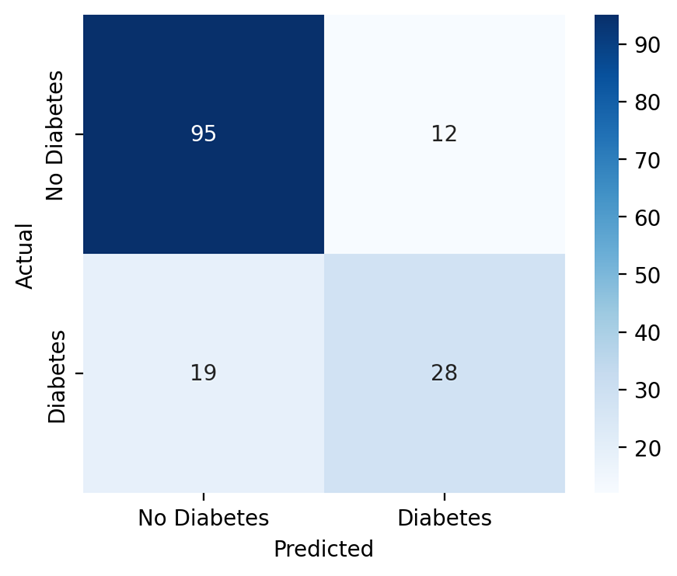 No Diabetes
Diabetes
Actual
95
12
19
28
No Diabetes
Diabetes
Predicted
90
80
70
60
50
40
30
20